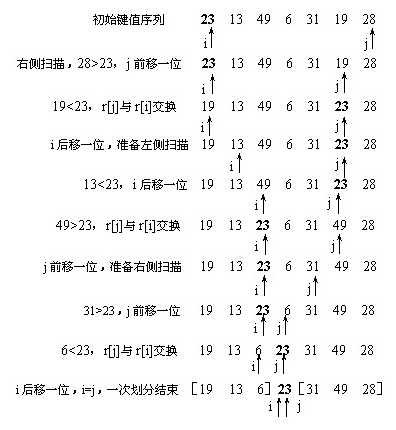 初始键值序列 23 13 49 6 31 19 28
i j
右侧扫描，28>23，j 前移一位 23 13 49 6 31 19 28
i j
19<23，r[j]与 r[i]交换 19 13 49 6 31 23 28
i j
i 后移一位，准备左侧扫描 19 13 49 6 31 23 28
i j
13<23，i 后移一位 19 13 49 6 31 23 28
i j
49>23，r[j]与 r[i]交换 19 13 23 6 31 49 28
i j
j 前移一位，准备右侧扫描 19 13 23 6 31 49 28
i j
31>23，j 前移一位 19 13 23 6 31 49 28
i j
6<23，r[j]与 r[i]交换 19 13 6 23 31 49 28
i j
i 后移一位，i=j，一次划分结束 [19 13 6] 23 [31 49 28]
i j